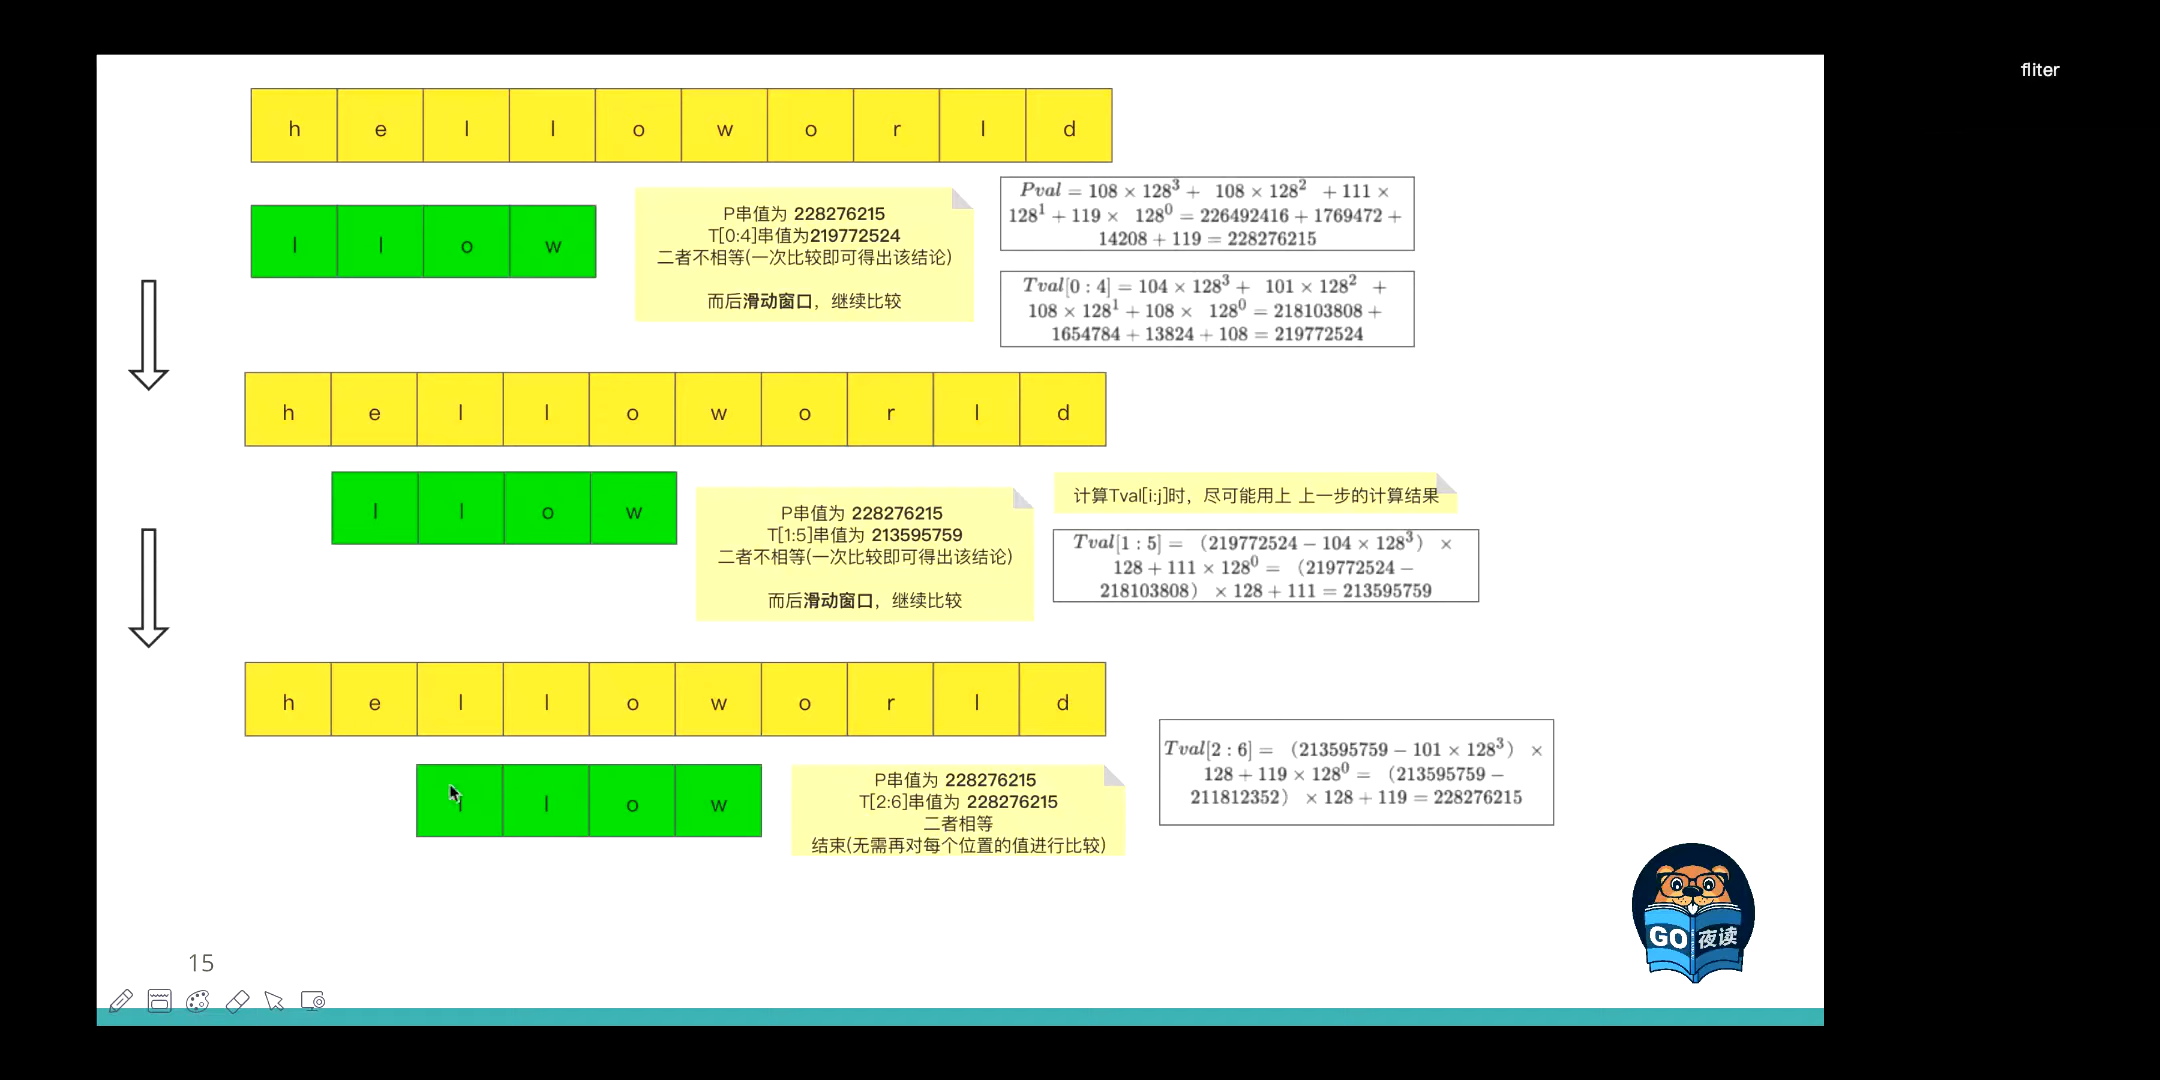 fliter
h e l l o w o r l d
l l o w
P串值为 228276215
T[0:4]串值为219772524
二者不相等(一次比较即可得出该结论)
而后滑动窗口，继续比较
Pval = 108 × 128³ + 108 × 128² + 111 ×
128¹ + 119 × 128⁰ = 226492416 + 1769472 +
14208 + 119 = 228276215
Tval[0 : 4] = 104 × 128³ + 101 × 128² +
108 × 128¹ + 108 × 128⁰ = 218103808 +
1654784 + 13824 + 108 = 219772524
h e l l o w o r l d
l l o w
P串值为 228276215
T[1:5]串值为 213595759
二者不相等(一次比较即可得出该结论)
而后滑动窗口，继续比较
计算Tval[i:j]时，尽可能用上 上一步的计算结果
Tval[1 : 5] = （219772524 − 104 × 128³） ×
128 + 111 × 128⁰ = （219772524 −
218103808） × 128 + 111 = 213595759
h e l l o w o r l d
l l o w
P串值为 228276215
T[2:6]串值为 228276215
二者相等
结束(无需再对每个位置的值进行比较)
Tval[2 : 6] = （213595759 − 101 × 128³） ×
128 + 119 × 128⁰ = （213595759 −
211812352） × 128 + 119 = 228276215
GO 夜读
15